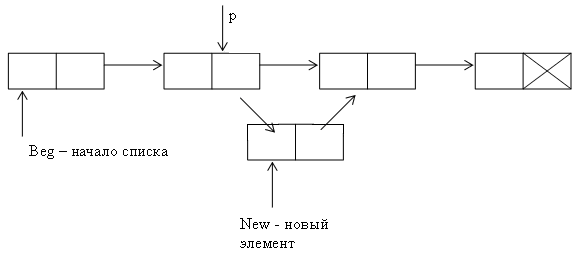 p
Beg – начало списка
New - новый
элемент